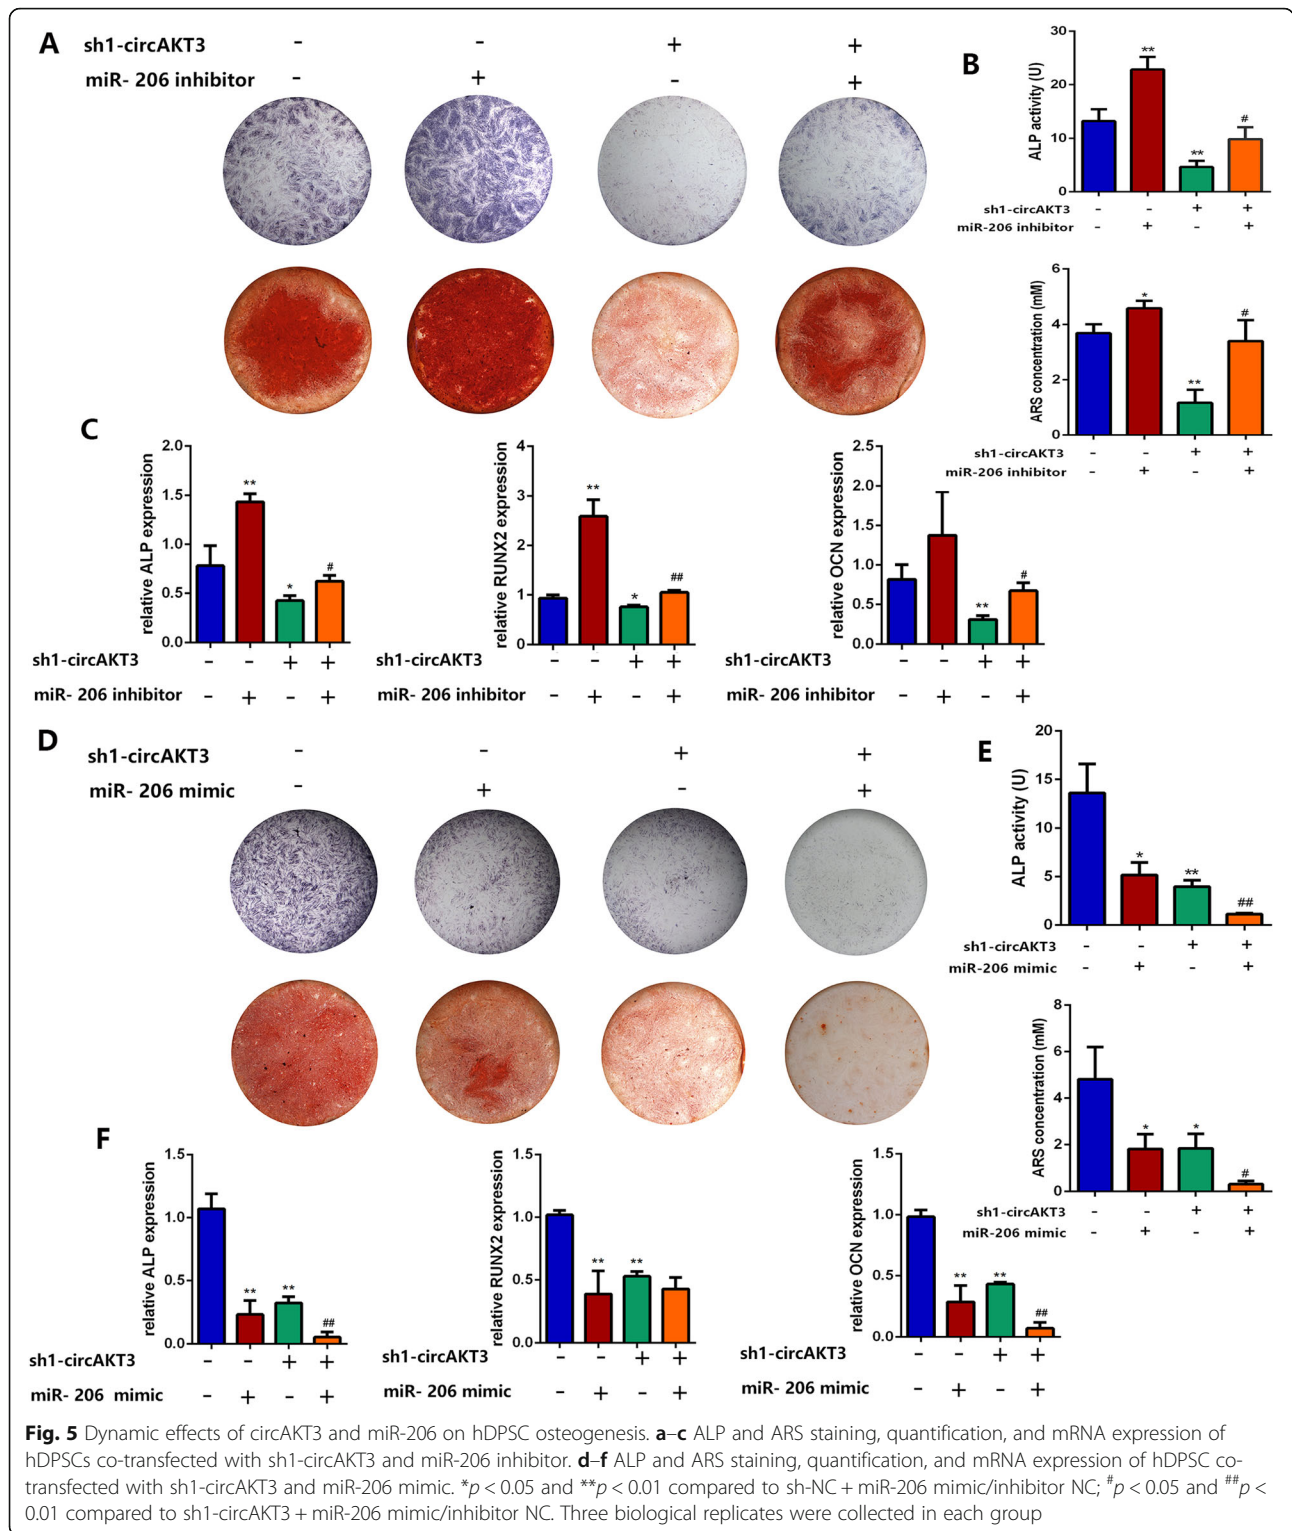 A
sh1-circAKT3 - - + +
miR- 206 inhibitor - + - +
B
ALP activity (U)
30
20
10
0
** ** #
sh1-circAKT3 - - + +
miR-206 inhibitor - + - +
ARS concentration (mM)
6
4
2
0
* ** #
sh1-circAKT3 - - + +
miR-206 inhibitor - + - +
C
relative ALP expression
2.0
1.5
1.0
0.5
0.0
** * #
relative RUNX2 expression
4
3
2
1
0
** * ##
relative OCN expression
2.5
2.0
1.5
1.0
0.5
0.0
** #
sh1-circAKT3 - - + + sh1-circAKT3 - - + + sh1-circAKT3 - - + +
miR- 206 inhibitor - + - + miR- 206 inhibitor - + - + miR- 206 inhibitor - + - +
D
sh1-circAKT3 - - + +
miR- 206 mimic - + - +
E
ALP activity (U)
20
15
10
5
0
* ** ##
sh1-circAKT3 - - + +
miR-206 mimic - + - +
ARS concentration (mM)
8
6
4
2
0
* * #
sh1-circAKT3 - - + +
miR-206 mimic - + - +
F
relative ALP expression
1.5
1.0
0.5
0.0
** ** ##
relative RUNX2 expression
1.5
1.0
0.5
0.0
** **
relative OCN expression
1.5
1.0
0.5
0.0
** ** ##
sh1-circAKT3 - - + + sh1-circAKT3 - - + + sh1-circAKT3 - - + +
miR- 206 mimic - + - + miR- 206 mimic - + - + miR- 206 mimic - + - +
Fig. 5 Dynamic effects of circAKT3 and miR-206 on hDPSC osteogenesis. a–c ALP and ARS staining, quantification, and mRNA expression of
hDPSCs co-transfected with sh1-circAKT3 and miR-206 inhibitor. d–f ALP and ARS staining, quantification, and mRNA expression of hDPSC co-
transfected with sh1-circAKT3 and miR-206 mimic. *p < 0.05 and **p < 0.01 compared to sh-NC + miR-206 mimic/inhibitor NC; #p < 0.05 and ##p <
0.01 compared to sh1-circAKT3 + miR-206 mimic/inhibitor NC. Three biological replicates were collected in each group